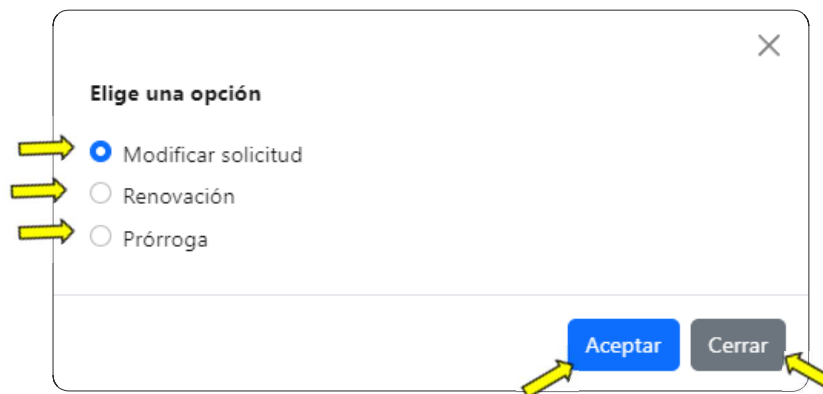 Elige una opción
Modificar solicitud
Renovación
Prórroga
Aceptar Cerrar